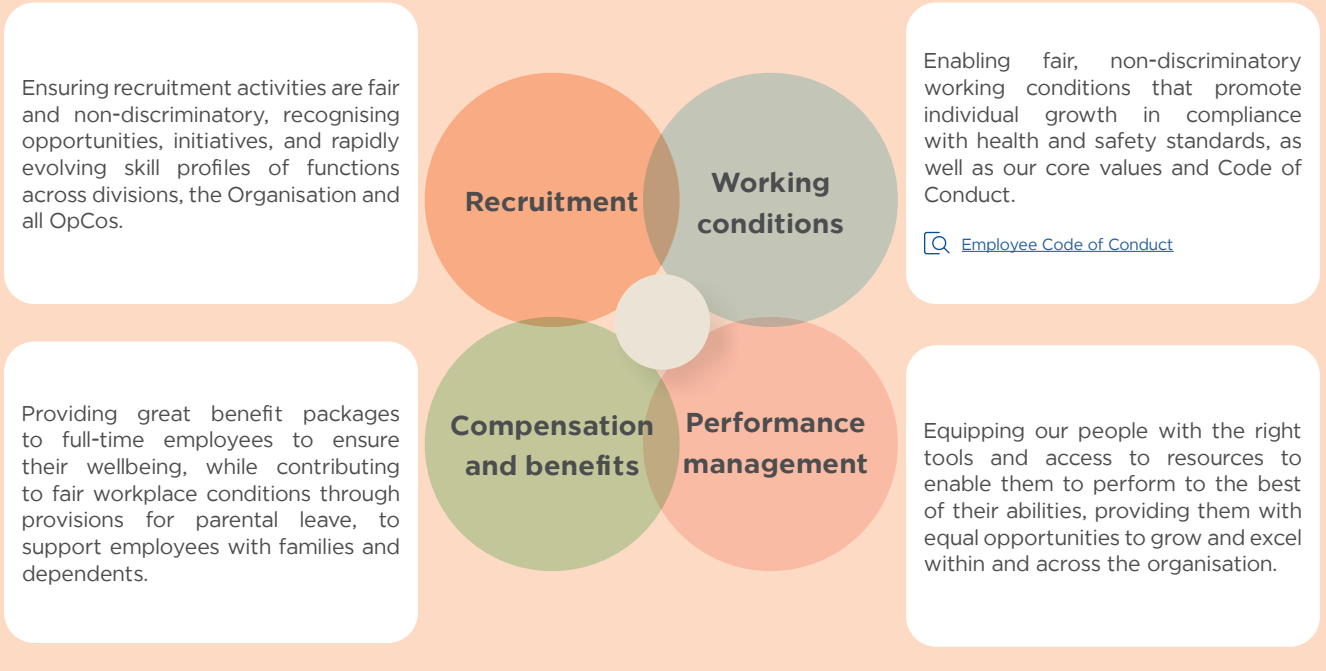 Ensuring recruitment activities are fair
and non-discriminatory, recognising
opportunities, initiatives, and rapidly
evolving skill profiles of functions
across divisions, the Organisation and
all OpCos.
Recruitment
Working
conditions
Enabling fair, non-discriminatory
working conditions that promote
individual growth in compliance
with health and safety standards, as
well as our core values and Code of
Conduct.
Employee Code of Conduct
Providing great benefit packages
to full-time employees to ensure
their wellbeing, while contributing
to fair workplace conditions through
provisions for parental leave, to
support employees with families and
dependents.
Compensation
and benefits
Performance
management
Equipping our people with the right
tools and access to resources to
enable them to perform to the best
of their abilities, providing them with
equal opportunities to grow and excel
within and across the organisation.